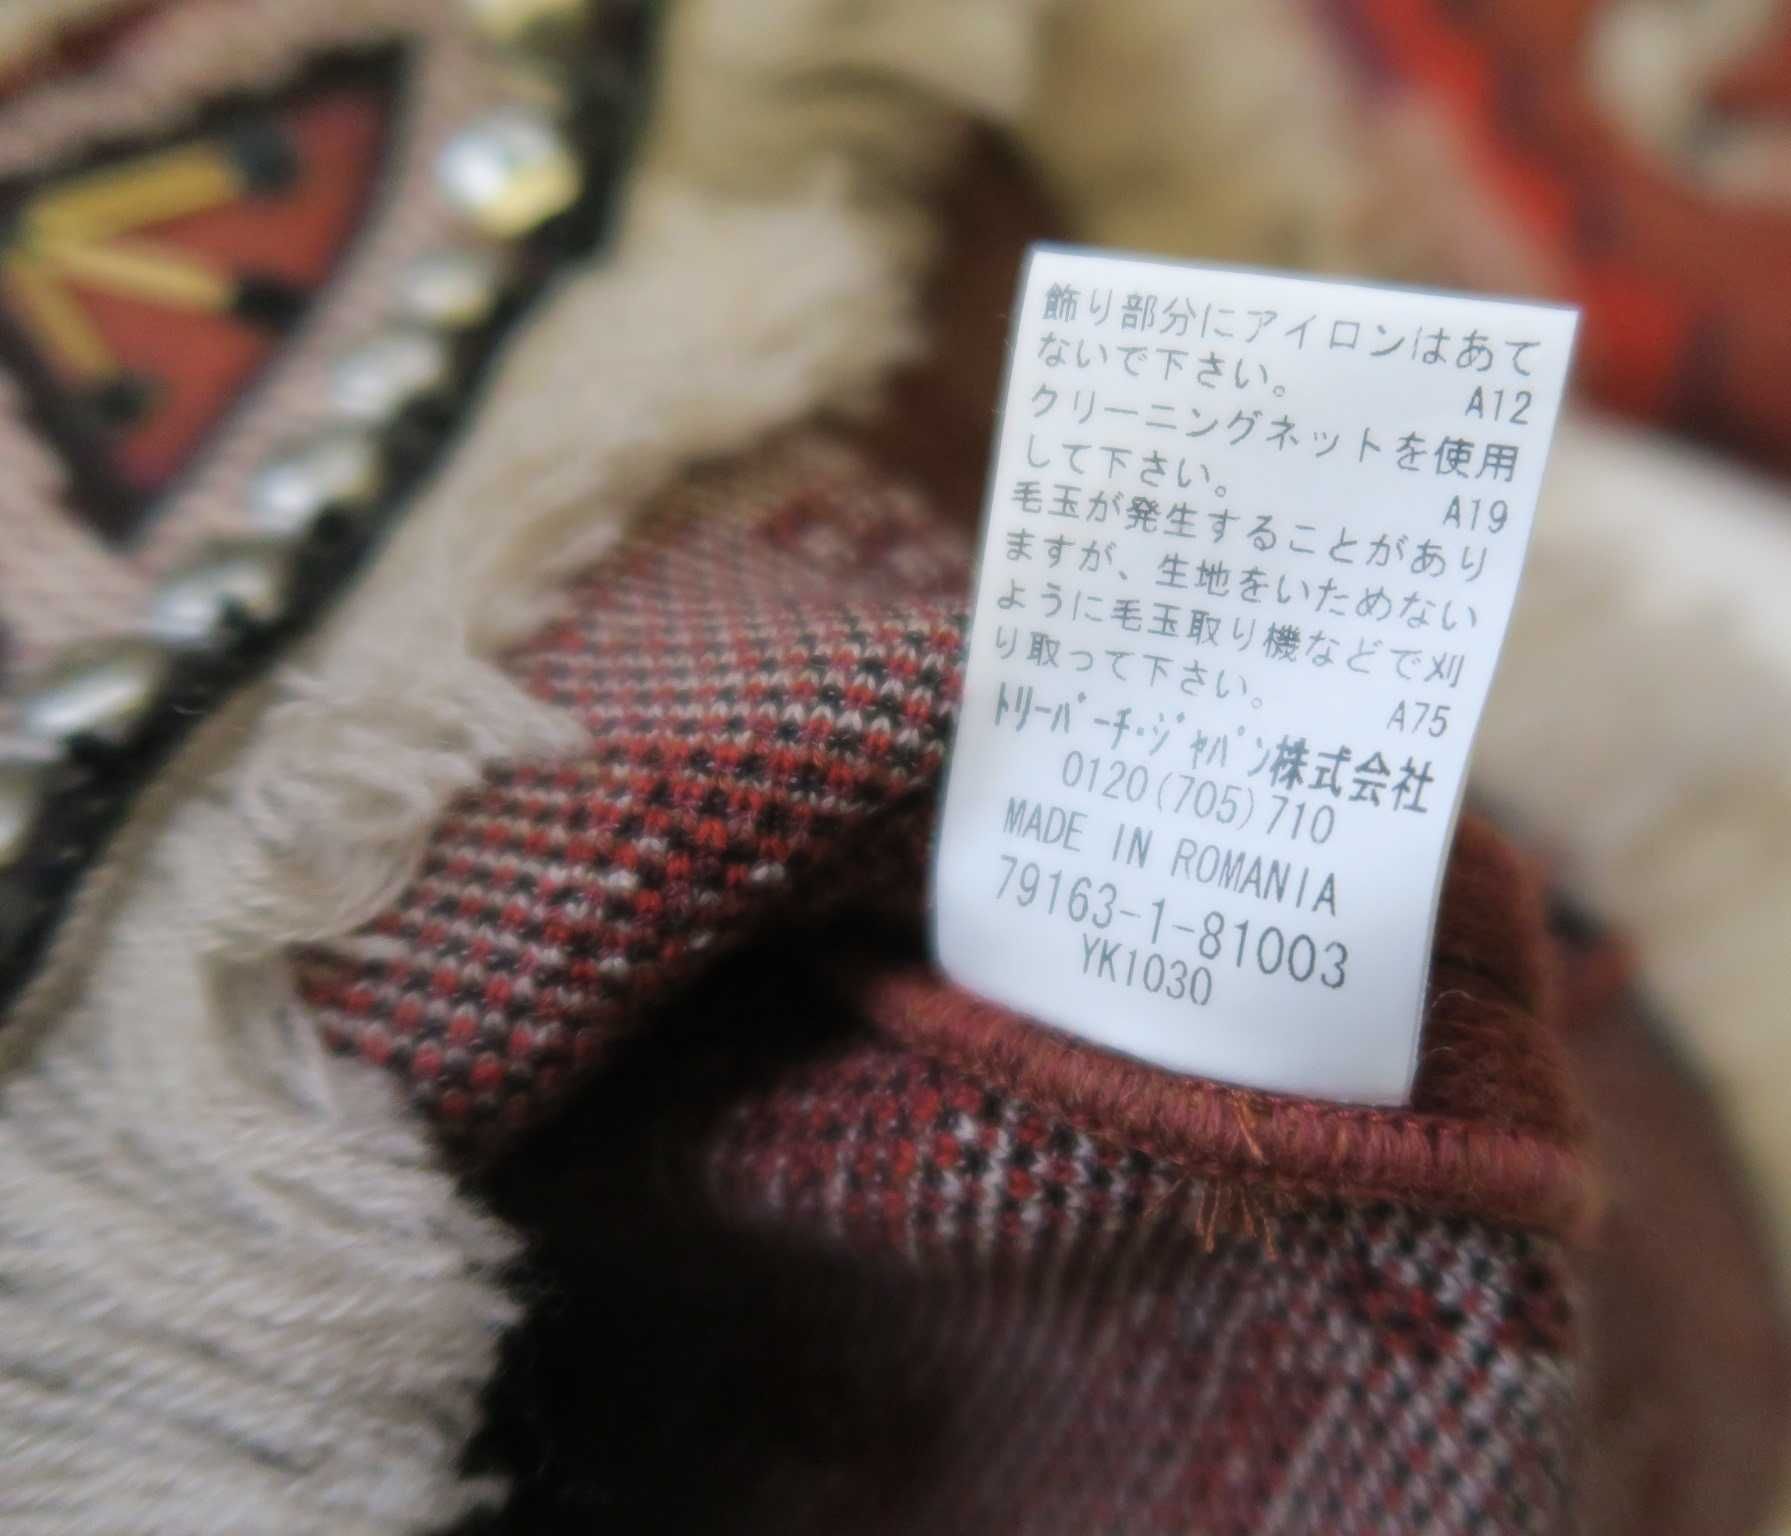 飾り部分にアイロンはあて
ないで下さい。 A12
クリーニングネットを使用
して下さい。 A19
毛玉が発生することがあり
ますが、生地をいためない
ように毛玉取り機などで刈
り取って下さい。 A75
ﾄﾘｰﾊﾞｰﾁ･ｼﾞｬﾊﾟﾝ株式会社
0120(705)710
MADE IN ROMANIA
79163-1-81003
YK1030